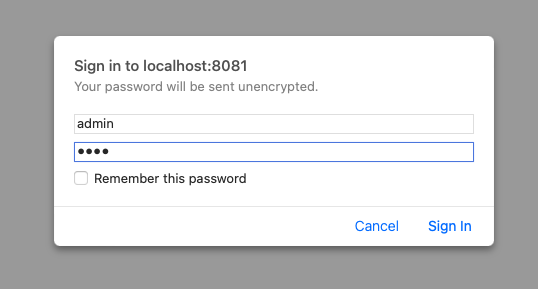 Sign in to localhost:8081
Your password will be sent unencrypted.
admin
••••
Remember this password
Cancel Sign In